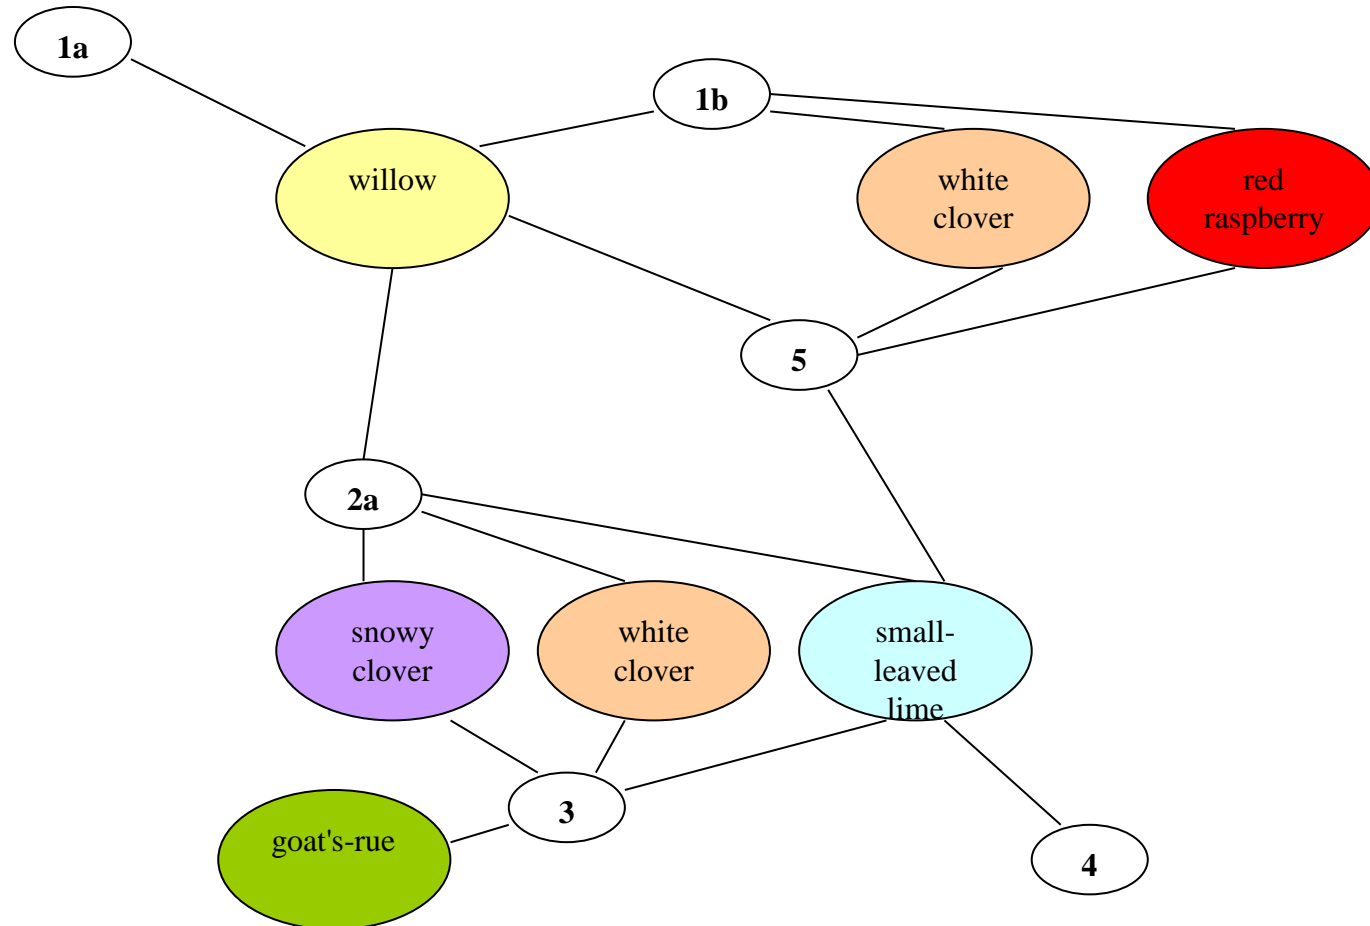 1a
1b
willow
white
clover
red
raspberry
5
2a
snowy
clover
white
clover
small-
leaved
lime
3
goat's-rue
4